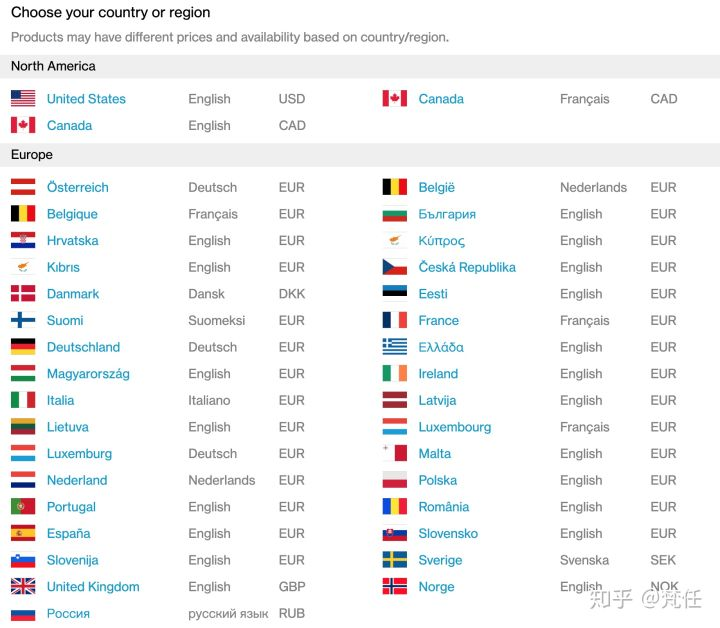 Choose your country or region
Products may have different prices and availability based on country/region.
North America
United States English USD Canada Français CAD
Canada English CAD
Europe
Österreich Deutsch EUR België Nederlands EUR
Belgique Français EUR България English EUR
Hrvatska English EUR Κύπρος English EUR
Kıbrıs English EUR Česká Republika English EUR
Danmark Dansk DKK Eesti English EUR
Suomi Suomeksi EUR France Français EUR
Deutschland Deutsch EUR Ελλάδα English EUR
Magyarország English EUR Ireland English EUR
Italia Italiano EUR Latvija English EUR
Lietuva English EUR Luxembourg Français EUR
Luxemburg Deutsch EUR Malta English EUR
Nederland Nederlands EUR Polska English EUR
Portugal English EUR România English EUR
España English EUR Slovensko English EUR
Slovenija English EUR Sverige Svenska SEK
United Kingdom English GBP Norge English NOK
Россия русский язык RUB
知乎 @梵任